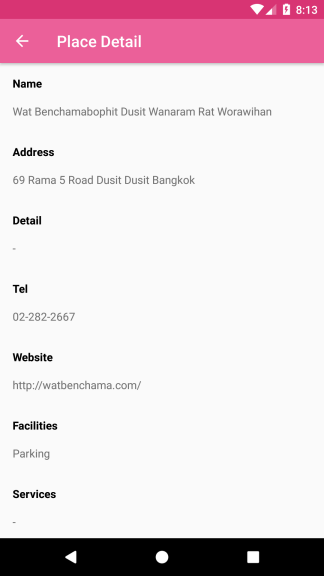 8:13
Place Detail
Name
Wat Benchamabophit Dusit Wanaram Rat Worawihan
Address
69 Rama 5 Road Dusit Dusit Bangkok
Detail
-
Tel
02-282-2667
Website
http://watbenchama.com/
Facilities
Parking
Services
-